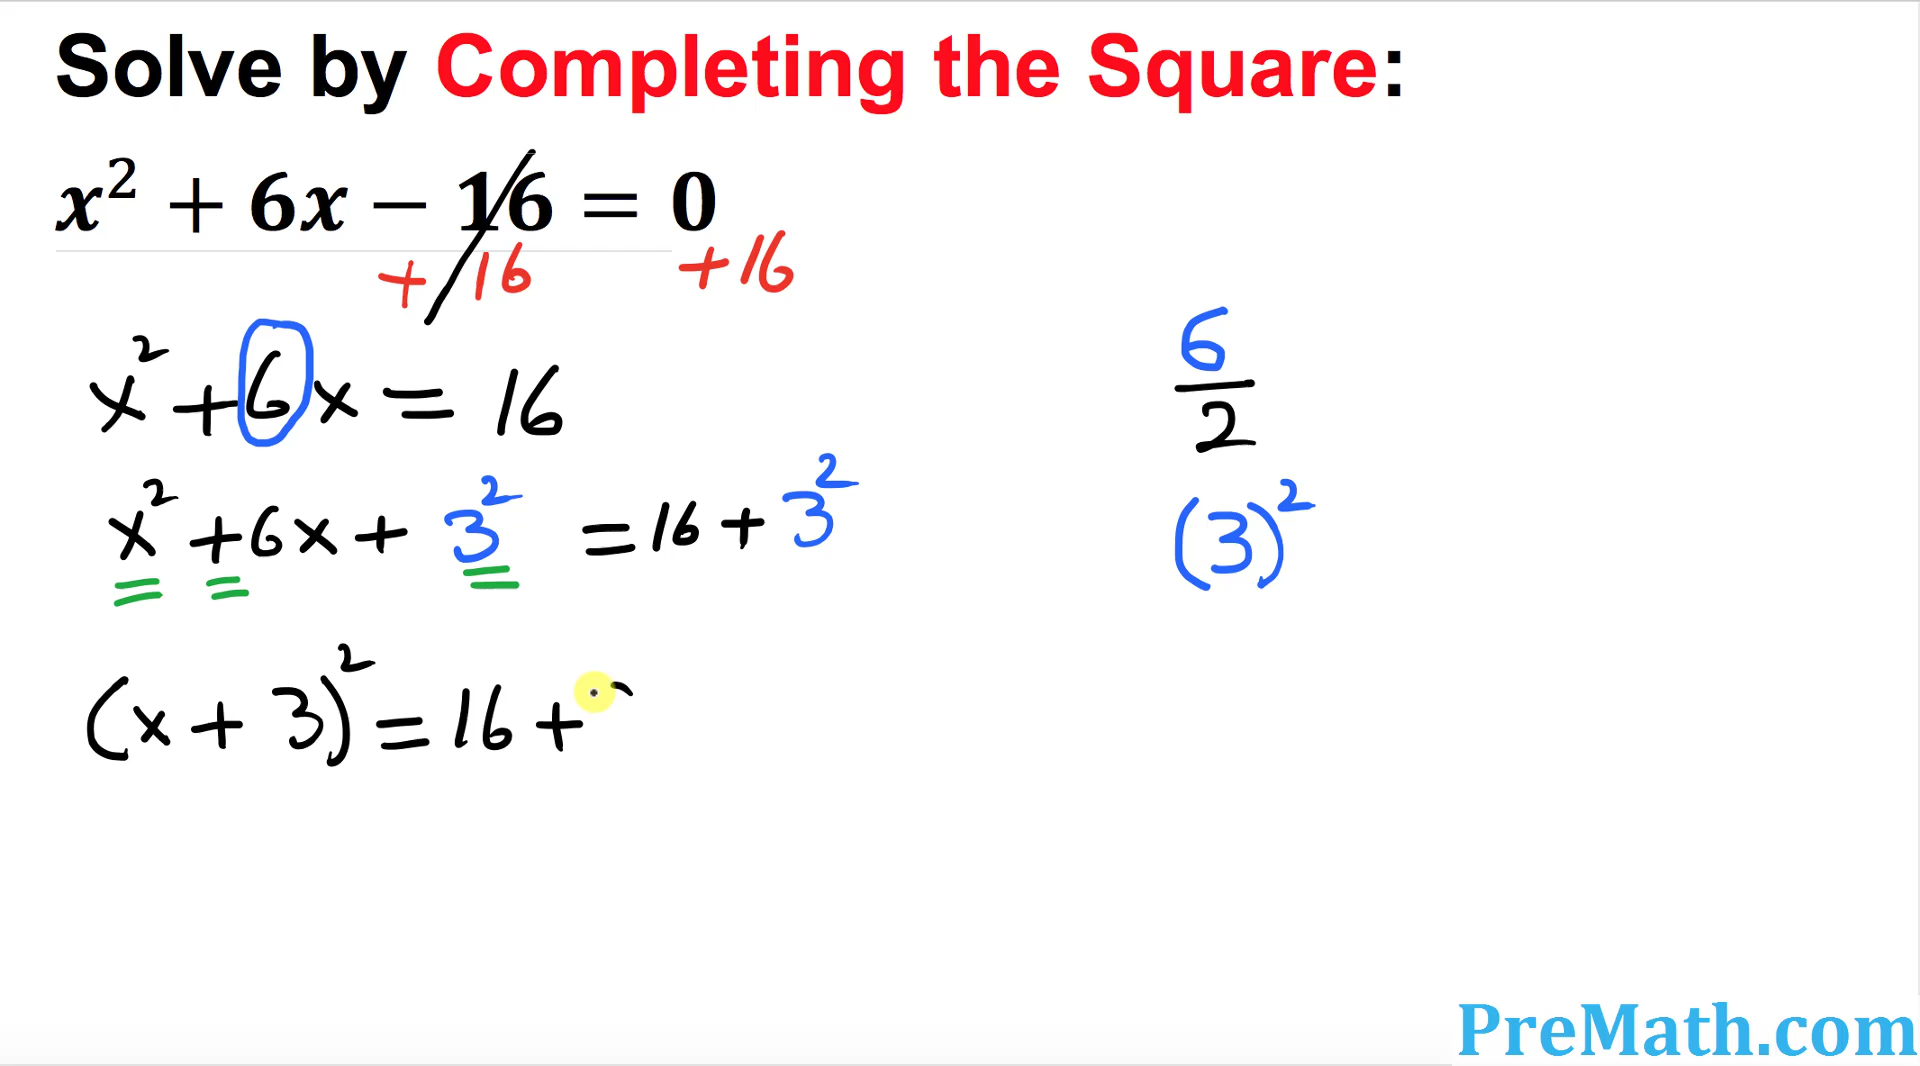 Solve by Completing the Square:
x² + 6x − 16 = 0
+ 16 +16
x² + 6x = 16
6
2
x² + 6x + 3² = 16 + 3²
(3)²
(x + 3)² = 16 +
PreMath.com